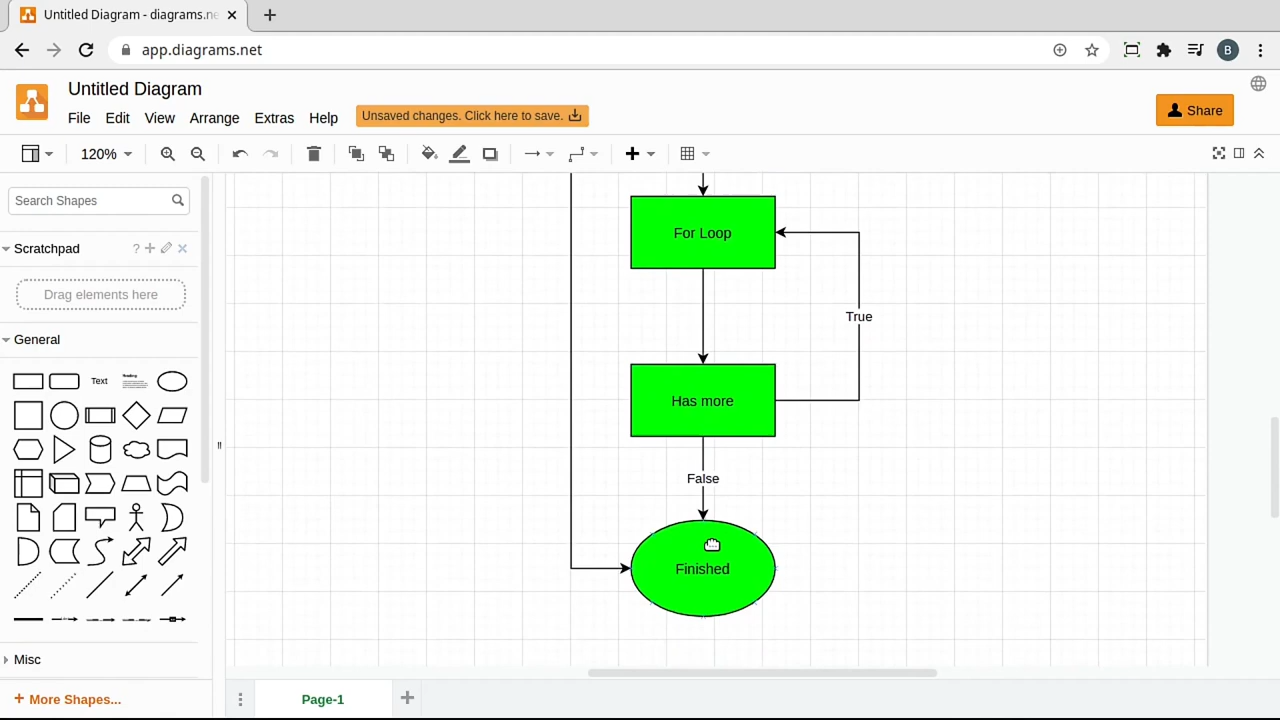 Untitled Diagram - diagrams.ne
app.diagrams.net
B
Untitled Diagram
File Edit View Arrange Extras Help
Unsaved changes. Click here to save.
Share
120%
Search Shapes
Scratchpad
?
Drag elements here
General
Text
Heading
Misc
+ More Shapes...
For Loop
True
Has more
False
Finished
Page-1